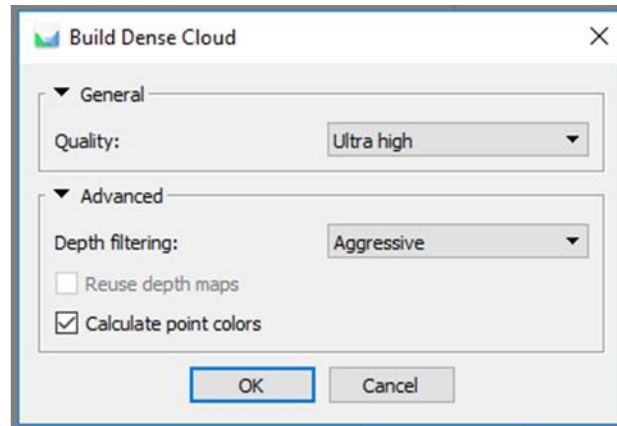 Build Dense Cloud
General
Quality: Ultra high
Advanced
Depth filtering: Aggressive
Reuse depth maps
Calculate point colors
OK Cancel